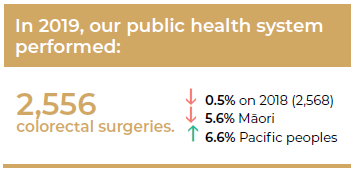 In 2019, our public health system
performed:
2,556
colorectal surgeries.
↓ 0.5% on 2018 (2,568)
↓ 5.6% Māori
↑ 6.6% Pacific peoples